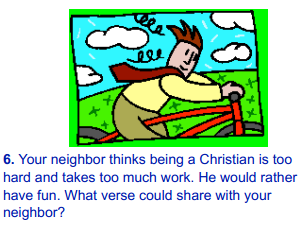 6. Your neighbor thinks being a Christian is too
hard and takes too much work. He would rather
have fun. What verse could share with your
neighbor?